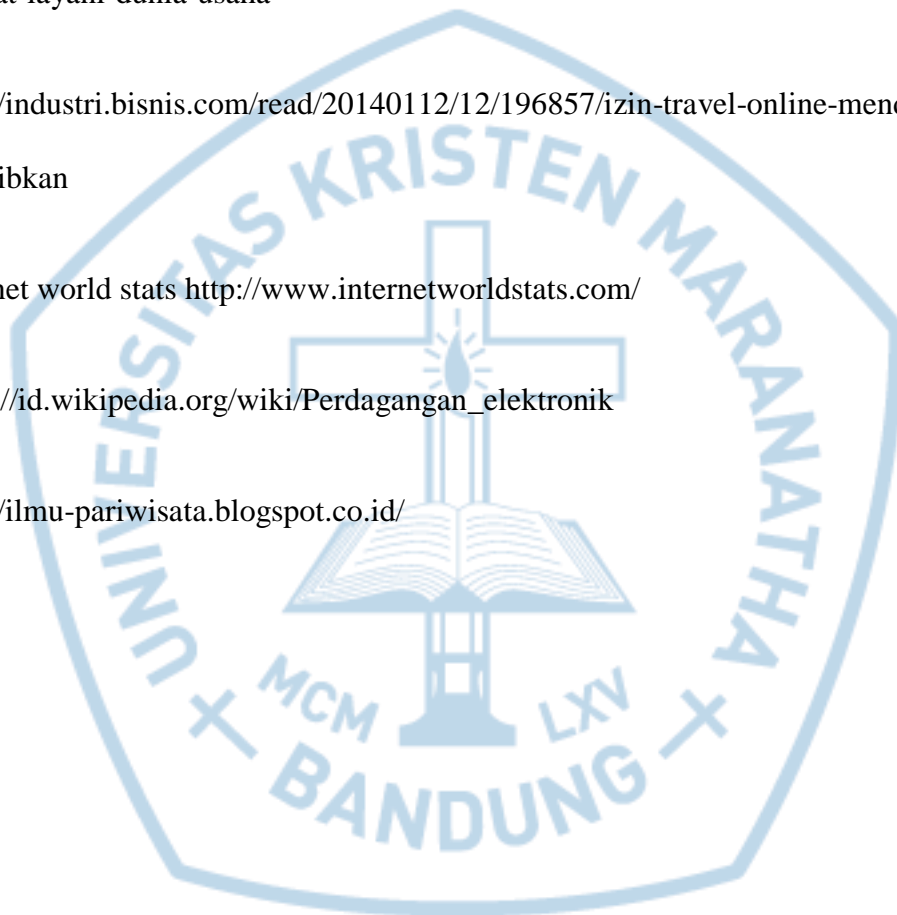 at layani dunia usaha
/industri.bisnis.com/read/20140112/12/196857/izin-travel-online-mend
ibkan
net world stats http://www.internetworldstats.com/
://id.wikipedia.org/wiki/Perdagangan_elektronik
/ilmu-pariwisata.blogspot.co.id/
UNIVERSITAS KRISTEN MARANATHA
MCM LXV
BANDUNG